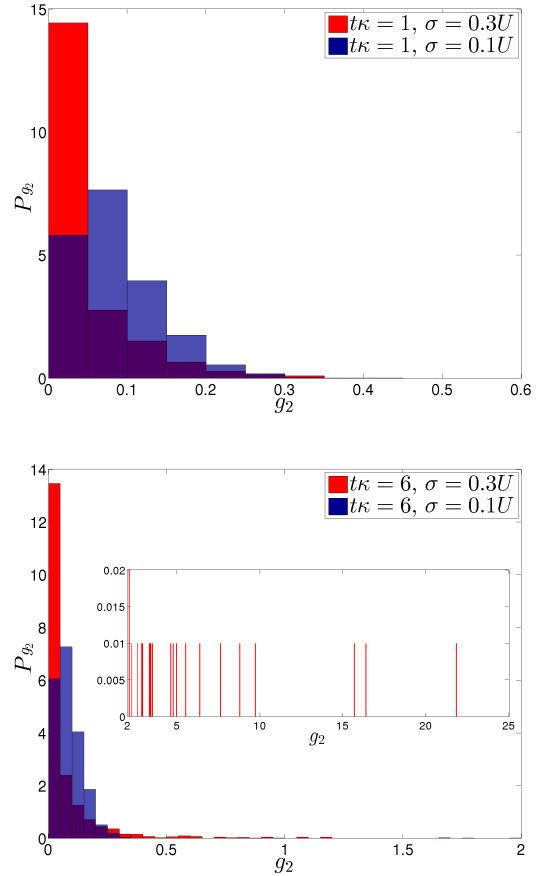 15
tκ = 1, σ = 0.3U
tκ = 1, σ = 0.1U
10
P_{g_2}
5
0
0 0.1 0.2 0.3 0.4 0.5 0.6
g_2
14
tκ = 6, σ = 0.3U
tκ = 6, σ = 0.1U
12
10
0.02
0.015
8
0.01
P_{g_2}
6
0.005
0
2 5 10 15 20 25
g_2
4
2
0
0 0.5 1 1.5 2
g_2